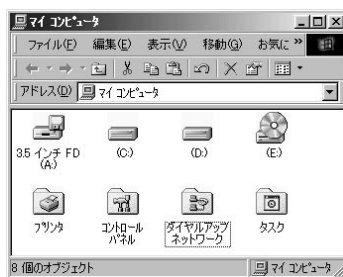 マイ コンピュータ
ファイル(F) 編集(E) 表示(V) 移動(G) お気に »
アドレス(D) マイ コンピュータ
3.5 インチ FD (C:) (D:) (E:)
(A:)
プリンタ コントロール ダイヤルアップ タスク
パネル ネットワーク
8 個のオブジェクト マイ コンピュータ